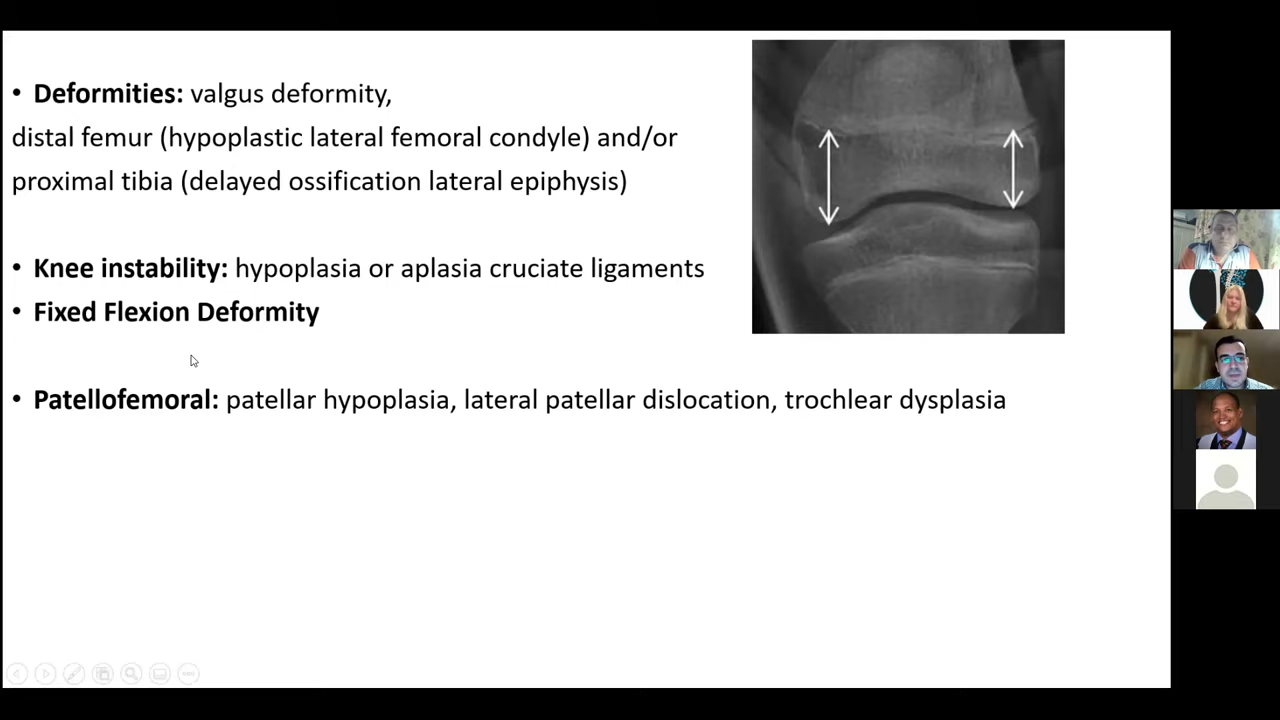 • Deformities: valgus deformity,
distal femur (hypoplastic lateral femoral condyle) and/or
proximal tibia (delayed ossification lateral epiphysis)
• Knee instability: hypoplasia or aplasia cruciate ligaments
• Fixed Flexion Deformity
• Patellofemoral: patellar hypoplasia, lateral patellar dislocation, trochlear dysplasia